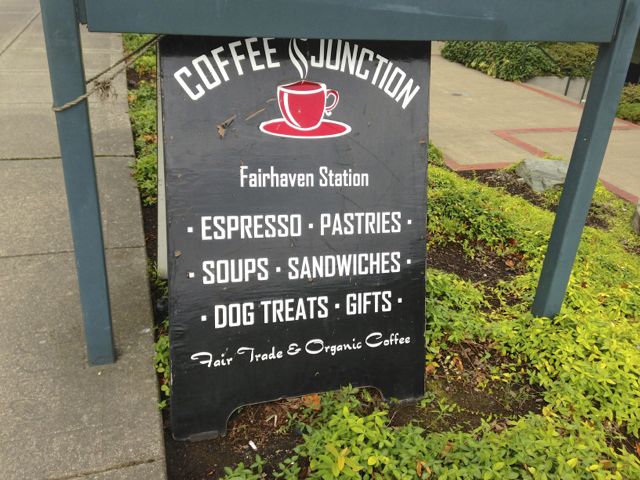 COFFEE JUNCTION
Fairhaven Station
· ESPRESSO · PASTRIES ·
· SOUPS · SANDWICHES ·
· DOG TREATS · GIFTS ·
Fair Trade & Organic Coffee